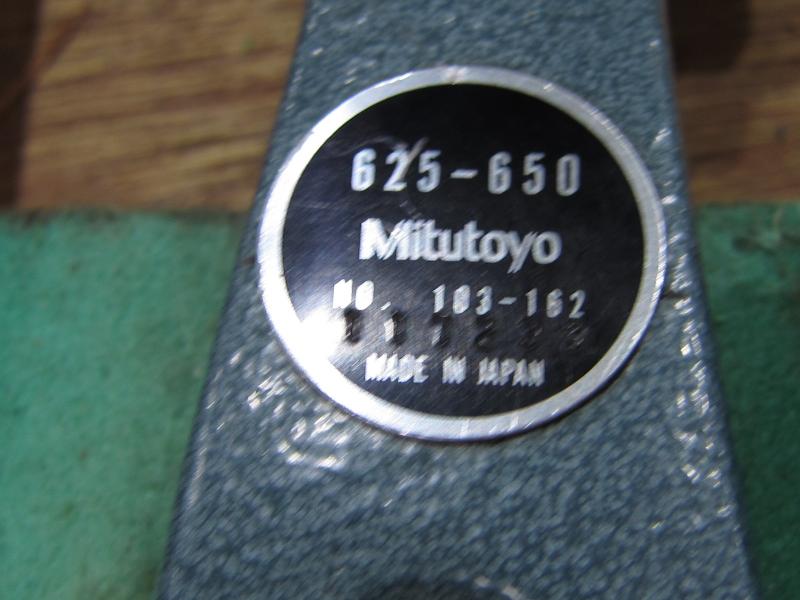 625-650
Mitutoyo
NO. 103-162
MADE IN JAPAN